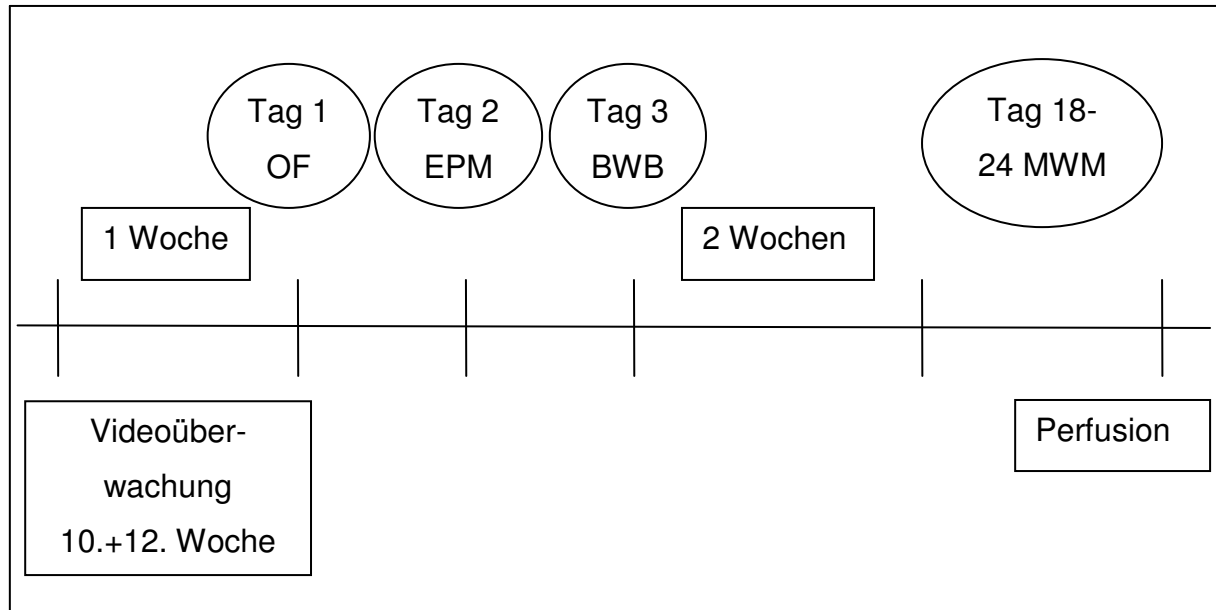 Tag 1
OF
Tag 2
EPM
Tag 3
BWB
Tag 18-
24 MWM
1 Woche
2 Wochen
Videoüber-
wachung
10.+12. Woche
Perfusion